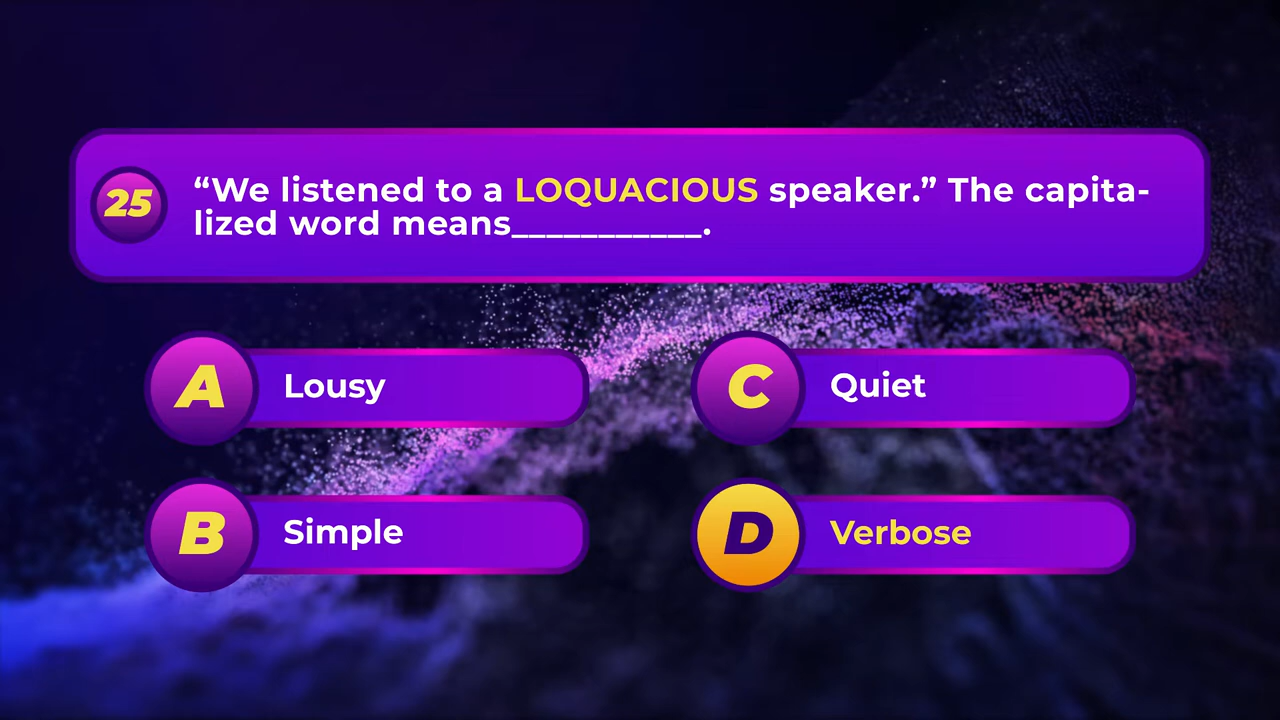 25
“We listened to a LOQUACIOUS speaker.” The capita-
lized word means___________.
A Lousy
B Simple
C Quiet
D Verbose